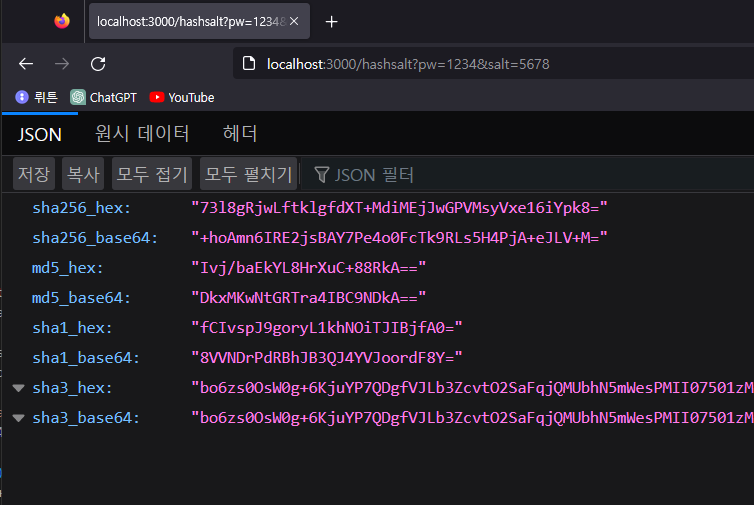 localhost:3000/hashsalt?pw=1234&
localhost:3000/hashsalt?pw=1234&salt=5678
뤼튼 ChatGPT YouTube
JSON 원시 데이터 헤더
저장 복사 모두 접기 모두 펼치기 JSON 필터
sha256_hex: "73l8gRjwLftklgfdXT+MdiMEjJwGPVMsyVxe16iYpk8="
sha256_base64: "+hoAmn6IRE2jsBAY7Pe4o0FcTk9RLs5H4PjA+eJLV+M="
md5_hex: "Ivj/baEkYL8HrXuC+88RkA=="
md5_base64: "DkxMKwNtGRTra4IBC9NDkA=="
sha1_hex: "fCIvspJ9goryL1khNOiTJIBjfA0="
sha1_base64: "8VVNDrPdRBhJB3QJ4YVJoordF8Y="
sha3_hex: "bo6zs0OsW0g+6KjuYP7QDgfVJLb3ZcvtO2SaFqjQMUbhN5mWesPMII07501zM
sha3_base64: "bo6zs0OsW0g+6KjuYP7QDgfVJLb3ZcvtO2SaFqjQMUbhN5mWesPMII07501zM